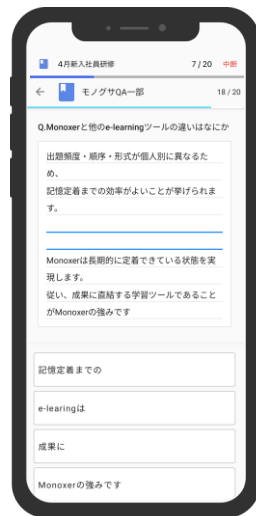 4月新入社員研修 7 / 20 中断
← モノグサQA一部 18 / 20
Q.Monoxerと他のe-learningツールの違いはなにか
出題頻度・順序・形式が個人別に異なるた
め、
記憶定着までの効率がよいことが挙げられま
す。
Monoxerは長期的に定着できている状態を実
現します。
従い、成果に直結する学習ツールであること
がMonoxerの強みです
記憶定着までの
e-learingは
成果に
Monoxerの強みです